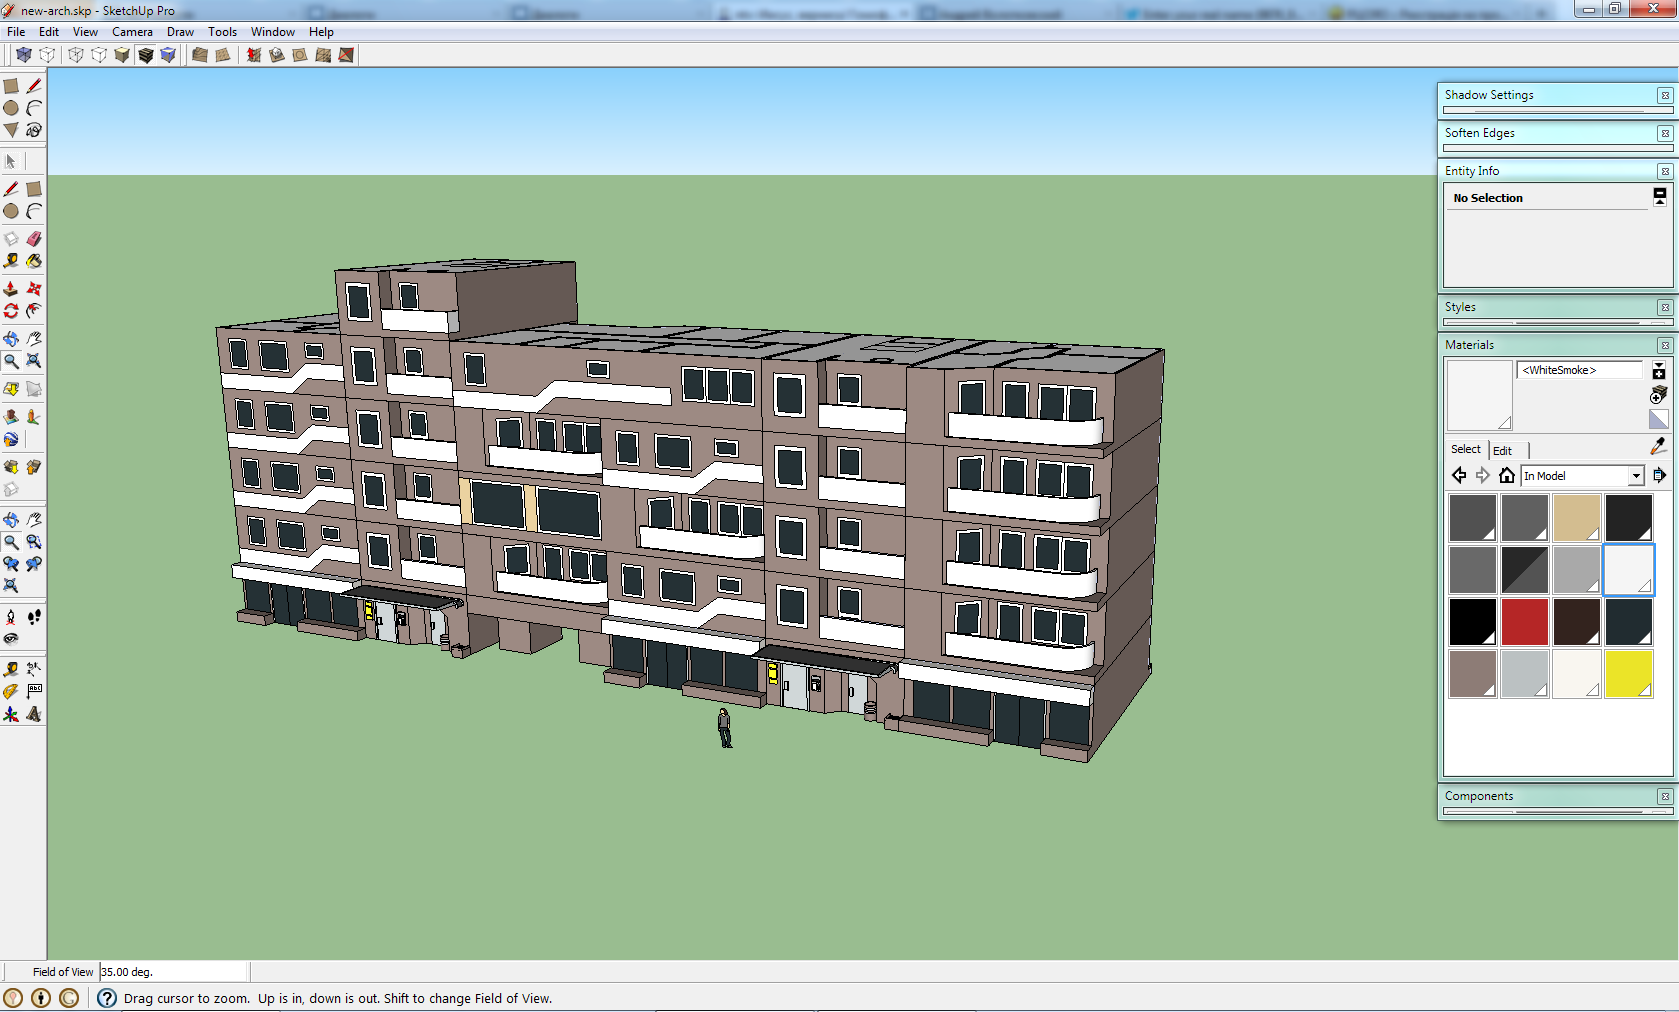 new-arch.skp - SketchUp Pro
File Edit View Camera Draw Tools Window Help
Shadow Settings
Soften Edges
Entity Info
No Selection
Styles
Materials
<WhiteSmoke>
Select Edit
In Model
Components
Field of View 35.00 deg.
Drag cursor to zoom.  Up is in, down is out. Shift to change Field of View.